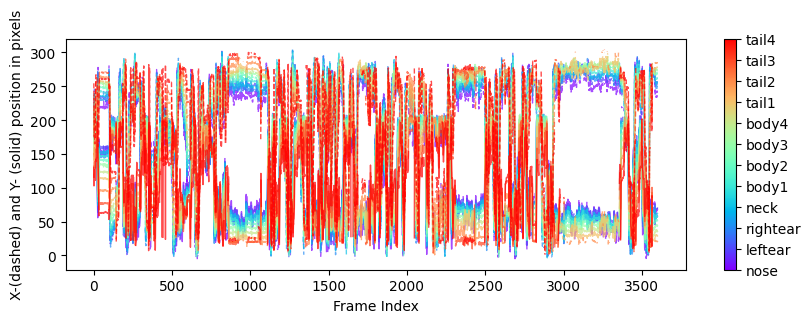 X-(dashed) and Y- (solid) position in pixels
300
250
200
150
100
50
0
0 500 1000 1500 2000 2500 3000 3500
Frame Index
tail4
tail3
tail2
tail1
body4
body3
body2
body1
neck
rightear
leftear
nose